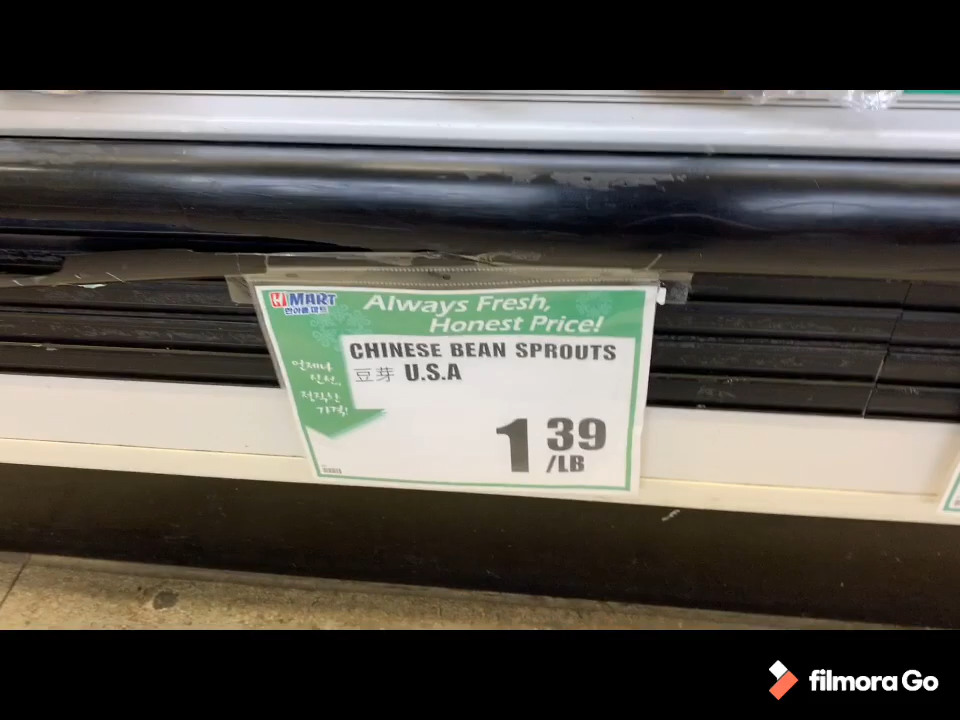 H MART
한아름 마트
Always Fresh,
Honest Price!
언제나
신선,
정직한
가격!
CHINESE BEAN SPROUTS
豆芽 U.S.A
1 39
/LB
filmora Go